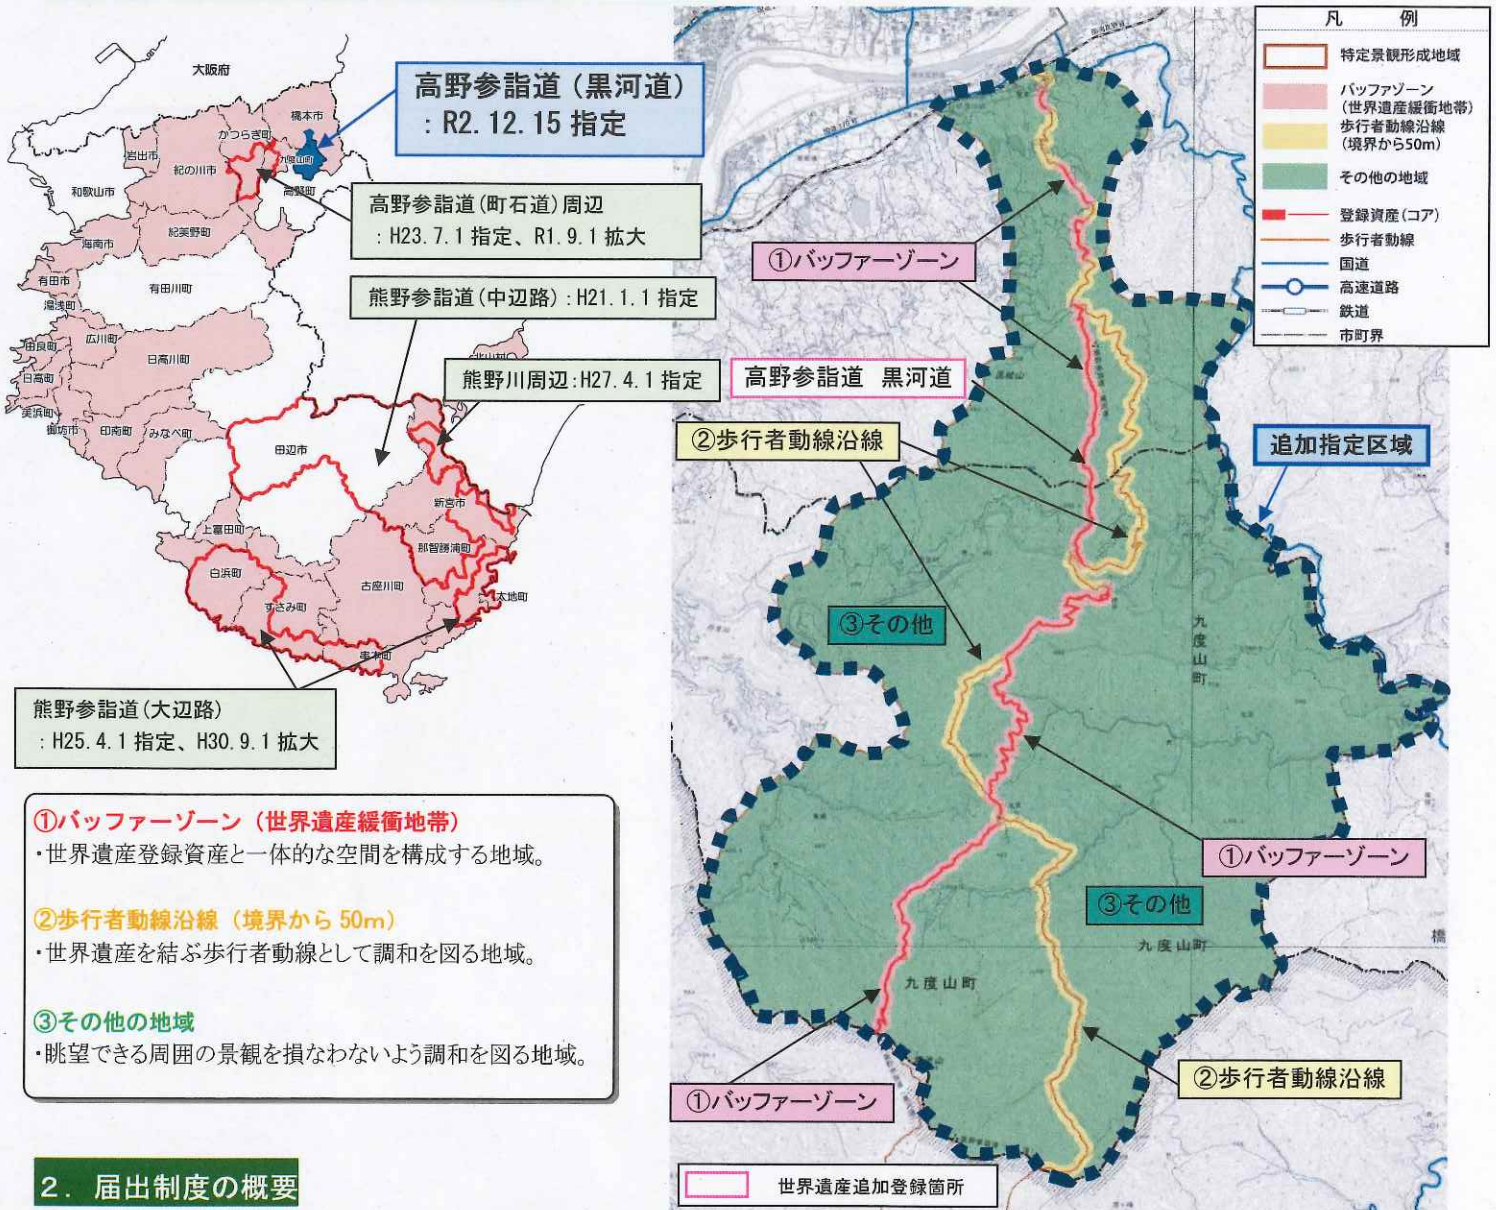 大阪府
高野参詣道（黒河道）
：R2.12.15 指定
橋本市
かつらぎ町
九度山町
岩出市
紀の川市
和歌山市
高野町
高野参詣道(町石道)周辺
：H23.7.1 指定、R1.9.1 拡大
紀美野町
海南市
有田市
有田川町
湯浅町
熊野参詣道(中辺路)：H21.1.1 指定
広川町
由良町
日高川町
北山村
日高町
熊野川周辺：H27.4.1 指定
美浜町
御坊市
印南町
みなべ町
田辺市
新宮市
上富田町
那智勝浦町
白浜町
古座川町
すさみ町
太地町
串本町
熊野参詣道(大辺路)
：H25.4.1 指定、H30.9.1 拡大
①バッファーゾーン（世界遺産緩衝地帯）
・世界遺産登録資産と一体的な空間を構成する地域。
②歩行者動線沿線（境界から 50m）
・世界遺産を結ぶ歩行者動線として調和を図る地域。
③その他の地域
・眺望できる周囲の景観を損なわないよう調和を図る地域。
2．届出制度の概要
凡　例
特定景観形成地域
バッファゾーン
(世界遺産緩衝地帯)
歩行者動線沿線
(境界から50m)
その他の地域
登録資産(コア)
歩行者動線
国道
高速道路
鉄道
市町界
①バッファーゾーン
高野参詣道　黒河道
②歩行者動線沿線
追加指定区域
③その他
九度山町
①バッファーゾーン
③その他
九度山町
橋
九度山町
②歩行者動線沿線
①バッファーゾーン
世界遺産追加登録箇所